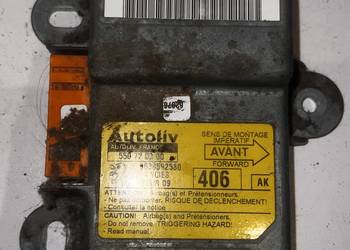 Autoliv
AUTOLIV FRANCE
550 72 02 00
SENS DE MONTAGE
IMPERATIF
AVANT
FORWARD
406
AK
ATTENTION: Airbag(s) et Prétensionneurs.
- Ne pas démonter. RISQUE DE DECLENCHEMENT
- Consulter la notice
CAUTION: Airbag(s) and Pretensioners
- Do not remove. TRIGGERING HAZARD!
- Read the manual